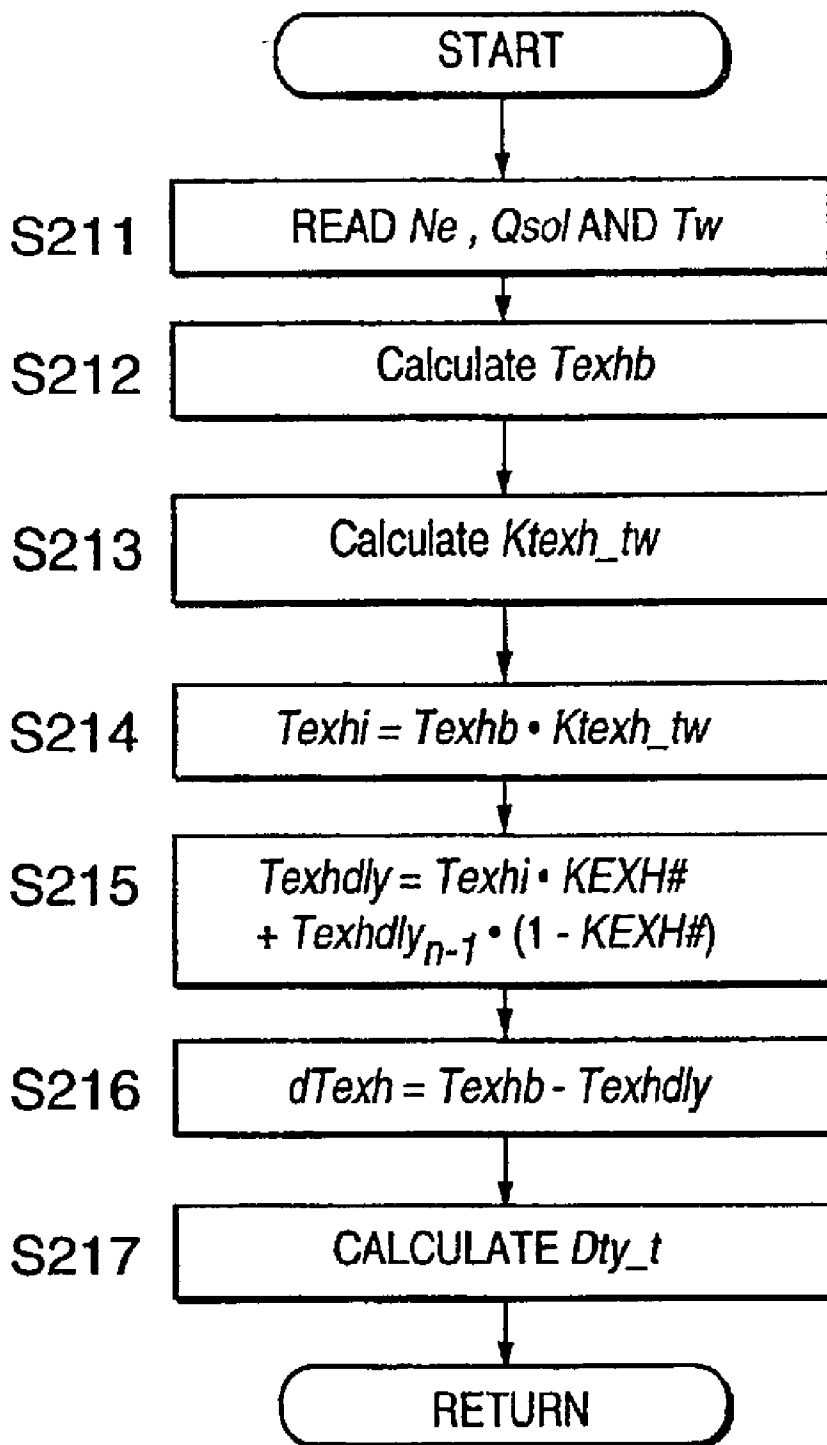 START
S211
READ Ne , Qsol AND Tw
S212
Calculate Texhb
S213
Calculate Ktexh_tw
S214
Texhi = Texhb • Ktexh_tw
S215
Texhdly = Texhi • KEXH#
+ Texhdlyn-1 • (1 - KEXH#)
S216
dTexh = Texhb - Texhdly
S217
CALCULATE Dty_t
RETURN